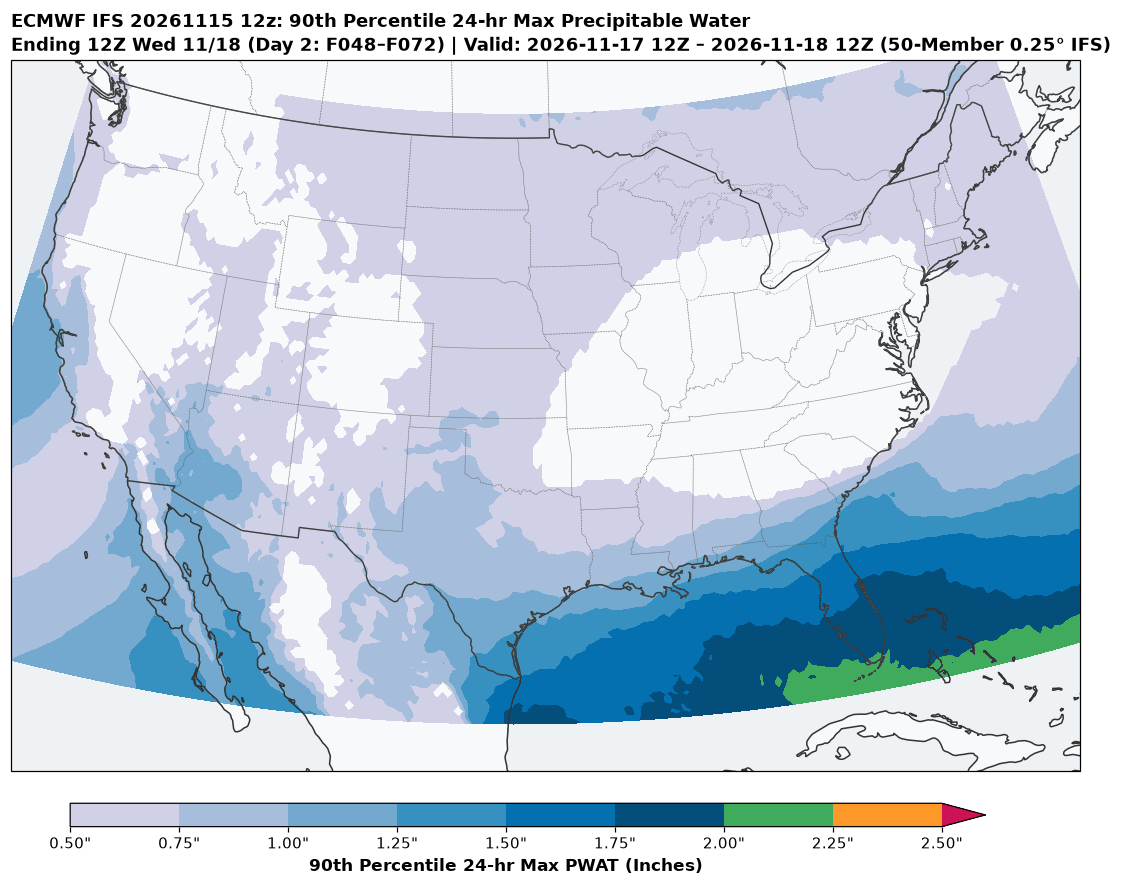 ECMWF IFS 20261115 12z: 90th Percentile 24-hr Max Precipitable Water
Ending 12Z Wed 11/18 (Day 2: F048–F072) | Valid: 2026-11-17 12Z – 2026-11-18 12Z (50-Member 0.25° IFS)
0.50" 0.75" 1.00" 1.25" 1.50" 1.75" 2.00" 2.25" 2.50"
90th Percentile 24-hr Max PWAT (Inches)